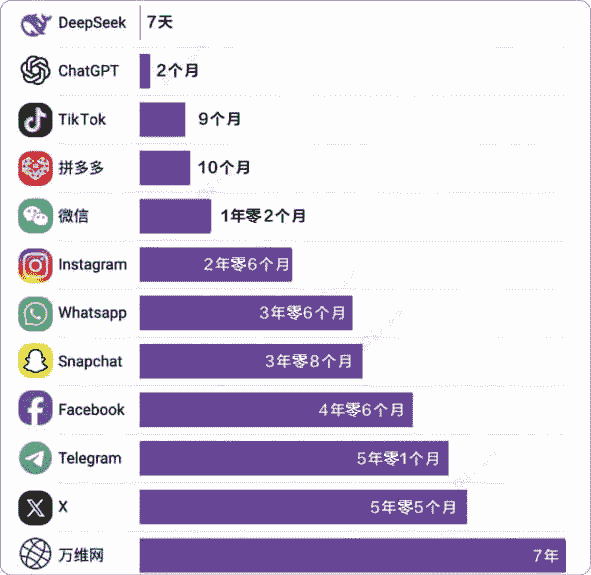 DeepSeek 7天
ChatGPT 2个月
TikTok 9个月
拼多多 10个月
微信 1年零2个月
Instagram 2年零6个月
Whatsapp 3年零6个月
Snapchat 3年零8个月
Facebook 4年零6个月
Telegram 5年零1个月
X 5年零5个月
万维网 7年